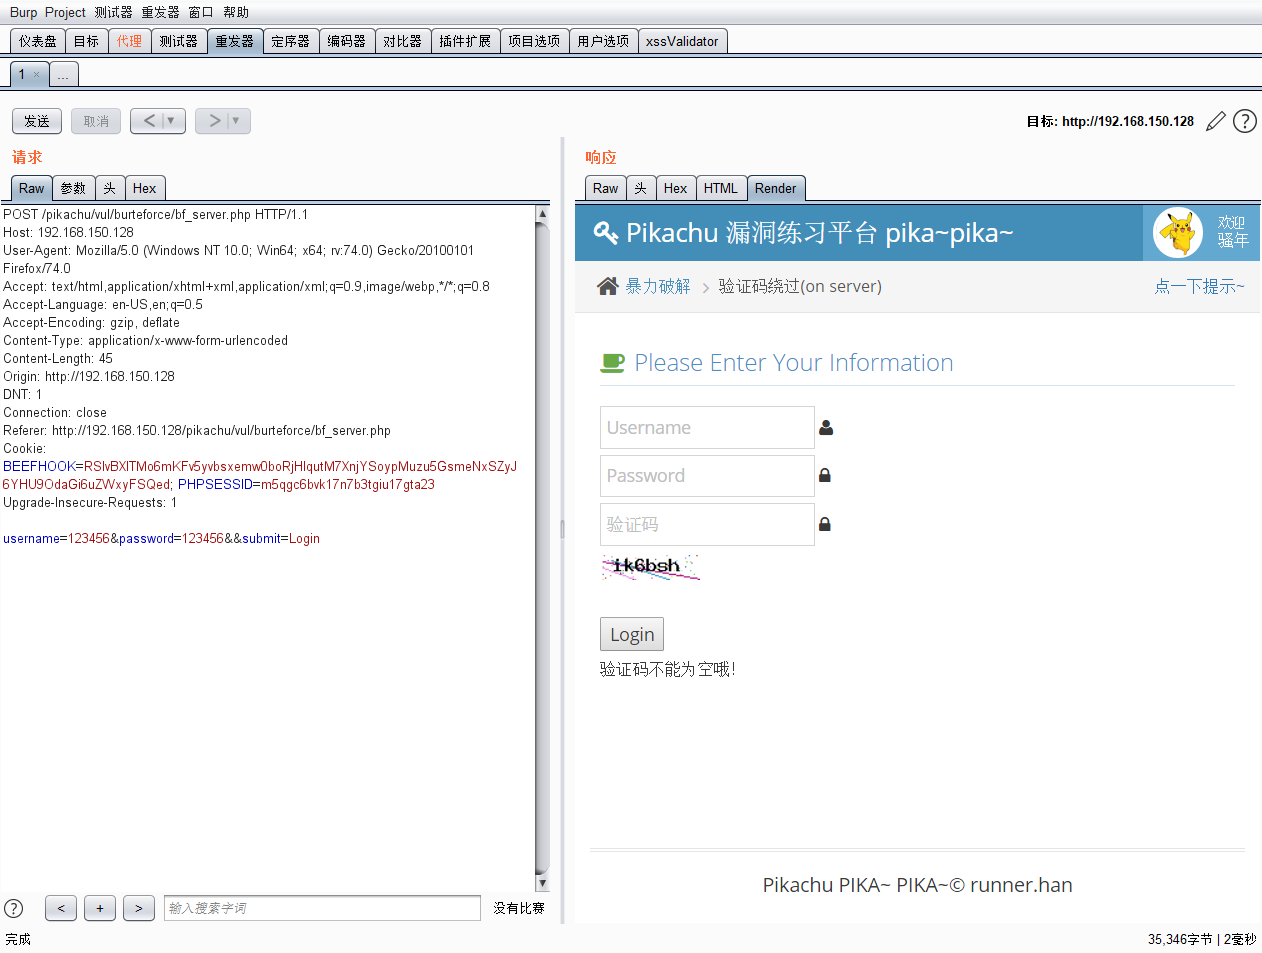 Burp Project 测试器 重发器 窗口 帮助
仪表盘 目标 代理 测试器 重发器 定序器 编码器 对比器 插件扩展 项目选项 用户选项 xssValidator
1 × ...
发送 取消 < ▼ > ▼ 目标: http://192.168.150.128 ?
请求
Raw 参数 头 Hex
POST /pikachu/vul/burteforce/bf_server.php HTTP/1.1
Host: 192.168.150.128
User-Agent: Mozilla/5.0 (Windows NT 10.0; Win64; x64; rv:74.0) Gecko/20100101
Firefox/74.0
Accept: text/html,application/xhtml+xml,application/xml;q=0.9,image/webp,*/*;q=0.8
Accept-Language: en-US,en;q=0.5
Accept-Encoding: gzip, deflate
Content-Type: application/x-www-form-urlencoded
Content-Length: 45
Origin: http://192.168.150.128
DNT: 1
Connection: close
Referer: http://192.168.150.128/pikachu/vul/burteforce/bf_server.php
Cookie:
BEEFHOOK=RSlvBXlTMo6mKFv5yvbsxemw0boRjHlqutM7XnjYSoypMuzu5GsmeNxSZyJ
6YHU9OdaGi6uZWxyFSQed; PHPSESSID=m5qgc6bvk17n7b3tgiu17gta23
Upgrade-Insecure-Requests: 1
username=123456&password=123456&&submit=Login
? < + > 输入搜索字词 没有比赛
完成
响应
Raw 头 Hex HTML Render
Pikachu 漏洞练习平台 pika~pika~
欢迎
骚年
暴力破解 > 验证码绕过(on server) 点一下提示~
Please Enter Your Information
Username
Password
验证码
ik6bsh
Login
验证码不能为空哦!
Pikachu PIKA~ PIKA~© runner.han
35,346字节 | 2毫秒